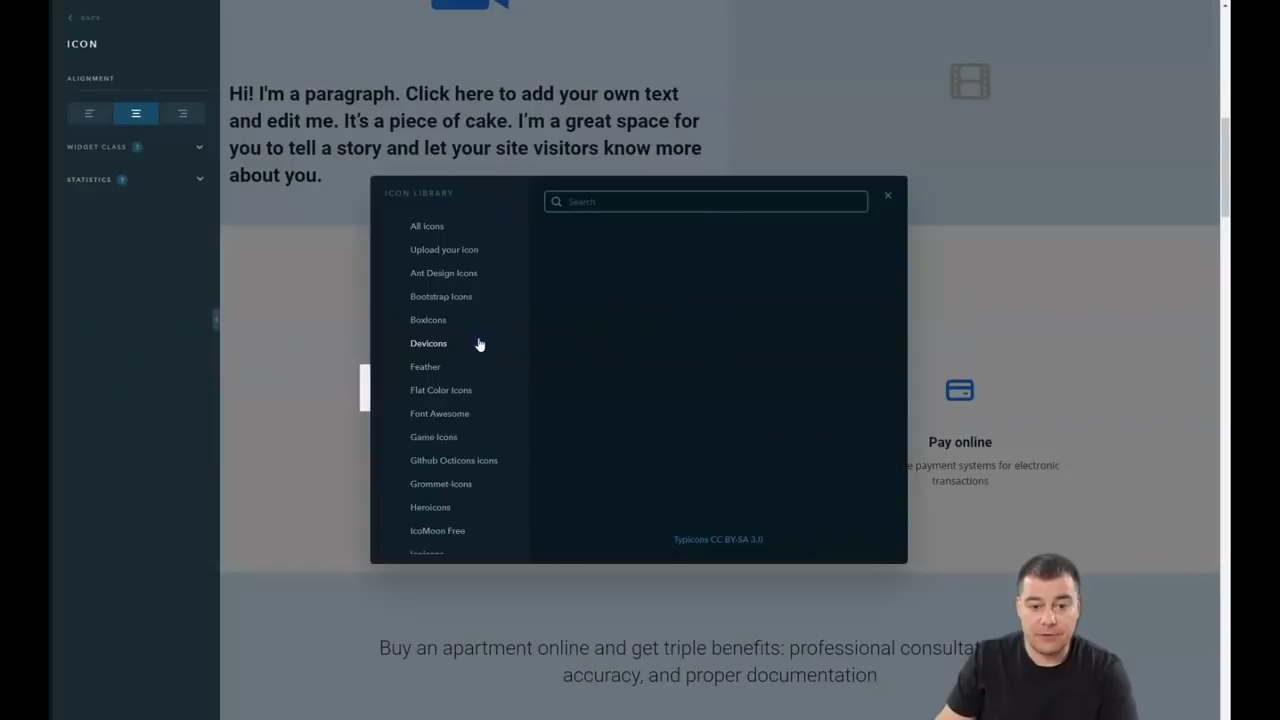 BACK
ICON
ALIGNMENT
WIDGET CLASS ?
STATISTICS ?
Hi! I'm a paragraph. Click here to add your own text
and edit me. It's a piece of cake. I'm a great space for
you to tell a story and let your site visitors know more
about you.
ICON LIBRARY
Search
All Icons
Upload your icon
Ant Design Icons
Bootstrap Icons
BoxIcons
Devicons
Feather
Flat Color Icons
Font Awesome
Game Icons
Github Octicons icons
Grommet-Icons
Heroicons
IcoMoon Free
Typicons CC BY-SA 3.0
Pay online
e payment systems for electronic
transactions
Buy an apartment online and get triple benefits: professional consultat
accuracy, and proper documentation